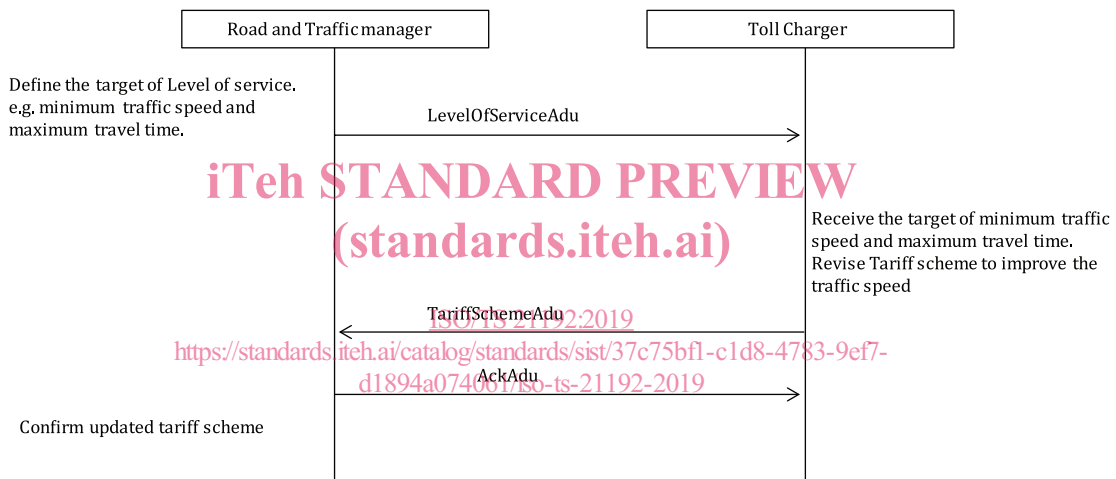 Road and Traffic manager
Toll Charger
Define the target of Level of service.
e.g. minimum traffic speed and
maximum travel time.
LevelOfServiceAdu
iTeh STANDARD PREVIEW
(standards.iteh.ai)
Receive the target of minimum traffic
speed and maximum travel time.
Revise Tariff scheme to improve the
traffic speed
TariffSchemeAdu
ISO/TS 21192:2019
https://standards.iteh.ai/catalog/standards/sist/37c75bf1-c1d8-4783-9ef7-
d1894a074061/iso-ts-21192-2019
AckAdu
Confirm updated tariff scheme